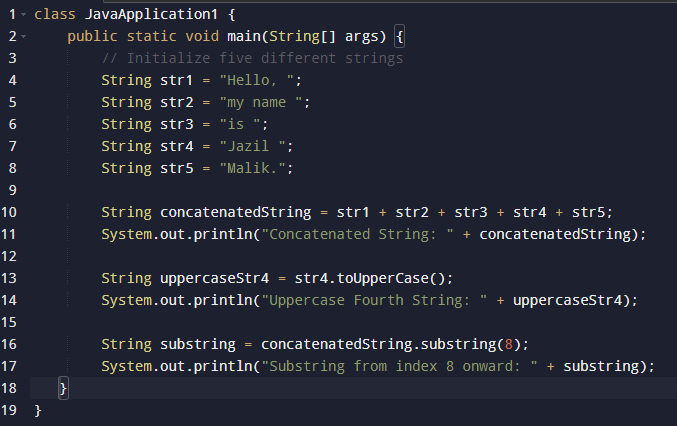 1 class JavaApplication1 {
2     public static void main(String[] args) {
3         // Initialize five different strings
4         String str1 = "Hello, ";
5         String str2 = "my name ";
6         String str3 = "is ";
7         String str4 = "Jazil ";
8         String str5 = "Malik.";
9
10         String concatenatedString = str1 + str2 + str3 + str4 + str5;
11         System.out.println("Concatenated String: " + concatenatedString);
12
13         String uppercaseStr4 = str4.toUpperCase();
14         System.out.println("Uppercase Fourth String: " + uppercaseStr4);
15
16         String substring = concatenatedString.substring(8);
17         System.out.println("Substring from index 8 onward: " + substring);
18     }
19 }